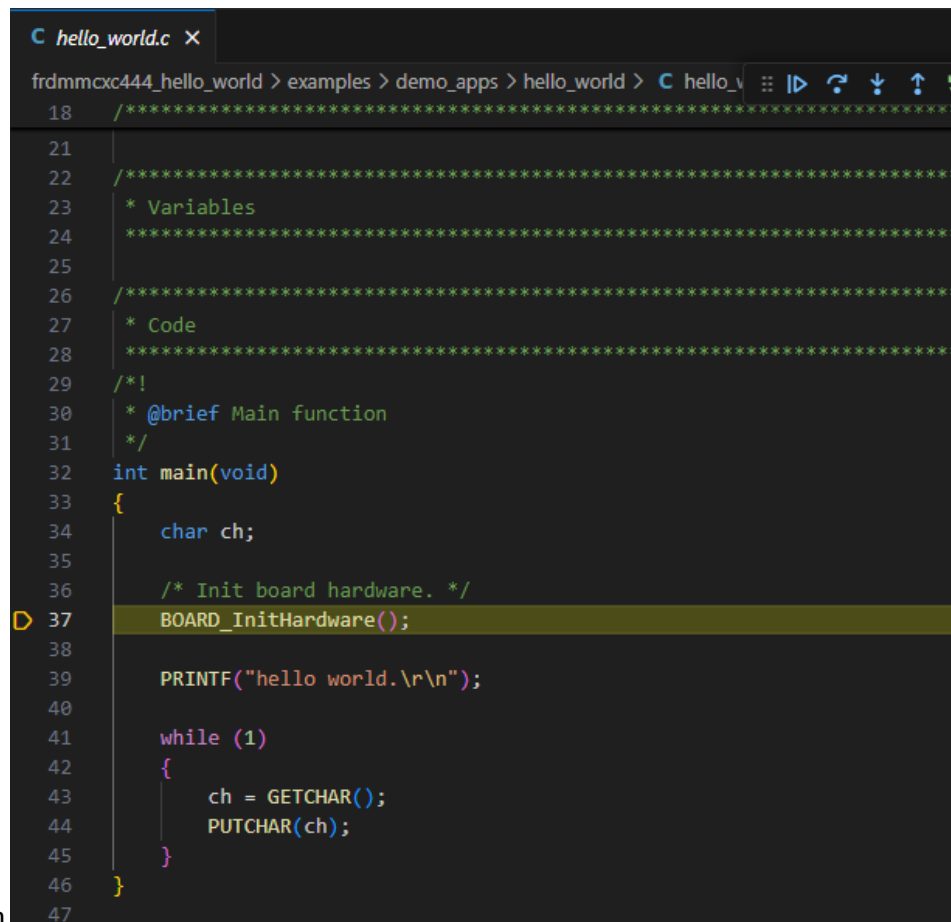 C hello_world.c ×
frdmmcxc444_hello_world > examples > demo_apps > hello_world > C hello_
18 /*********************************************************************
21
22 /*********************************************************************
23 * Variables
24 *********************************************************************
25
26 /*********************************************************************
27 * Code
28 *********************************************************************
29 /*!
30 * @brief Main function
31 */
32 int main(void)
33 {
34 char ch;
35
36 /* Init board hardware. */
37 BOARD_InitHardware();
38
39 PRINTF("hello world.\r\n");
40
41 while (1)
42 {
43 ch = GETCHAR();
44 PUTCHAR(ch);
45 }
46 }
47